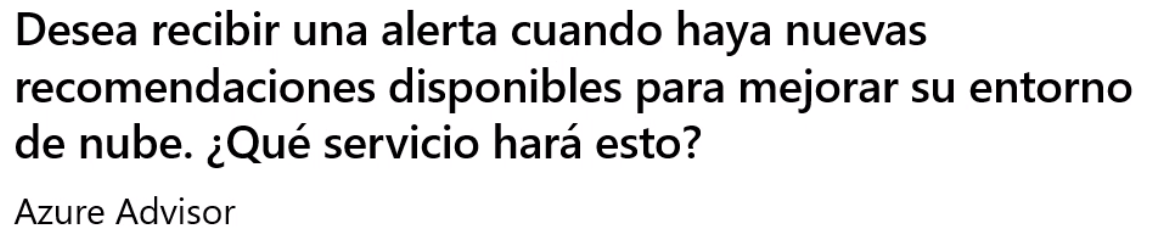 Desea recibir una alerta cuando haya nuevas
recomendaciones disponibles para mejorar su entorno
de nube. ¿Qué servicio hará esto?
Azure Advisor